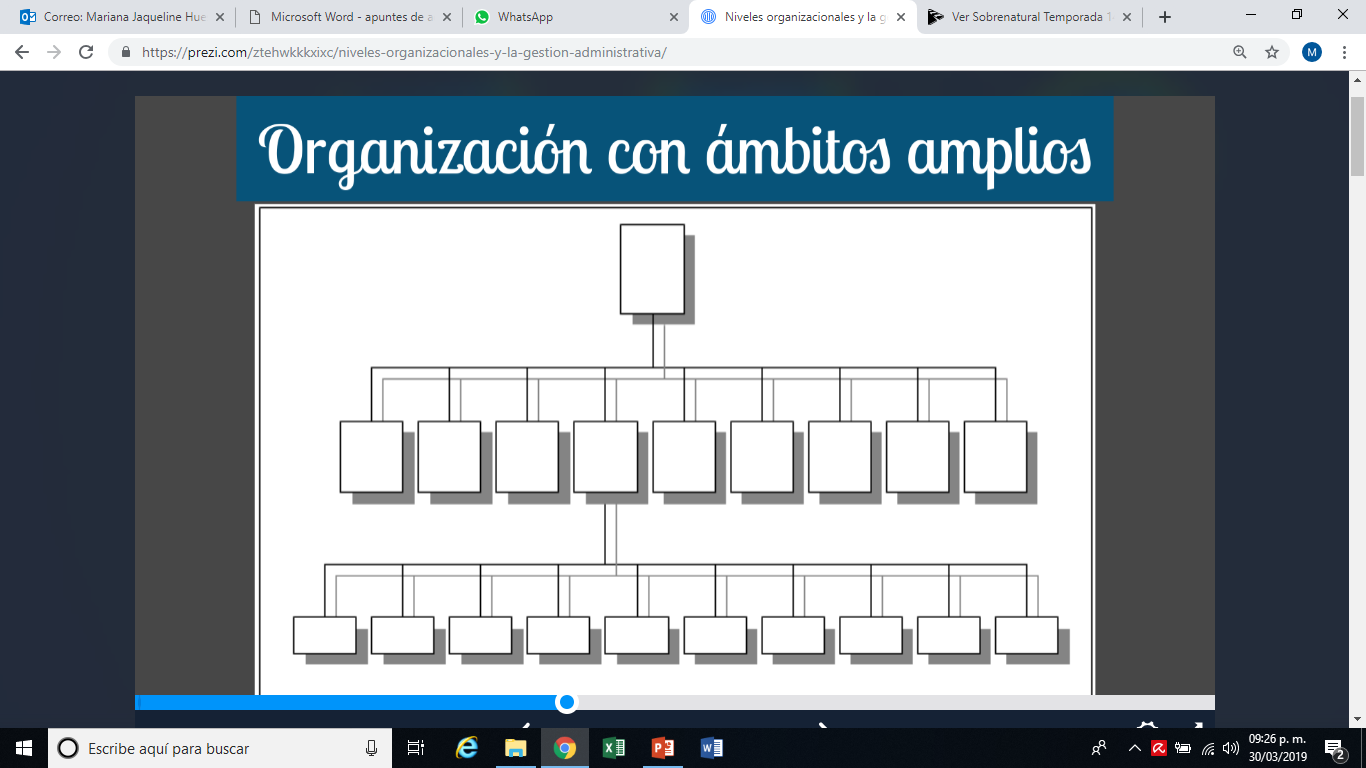 Correo: Mariana Jaqueline Hue
Microsoft Word - apuntes de a
WhatsApp
Niveles organizacionales y la g
Ver Sobrenatural Temporada 1
https://prezi.com/ztehwkkkxixc/niveles-organizacionales-y-la-gestion-administrativa/
M
Organización con ámbitos amplios
Escribe aquí para buscar
09:26 p. m.
30/03/2019
2